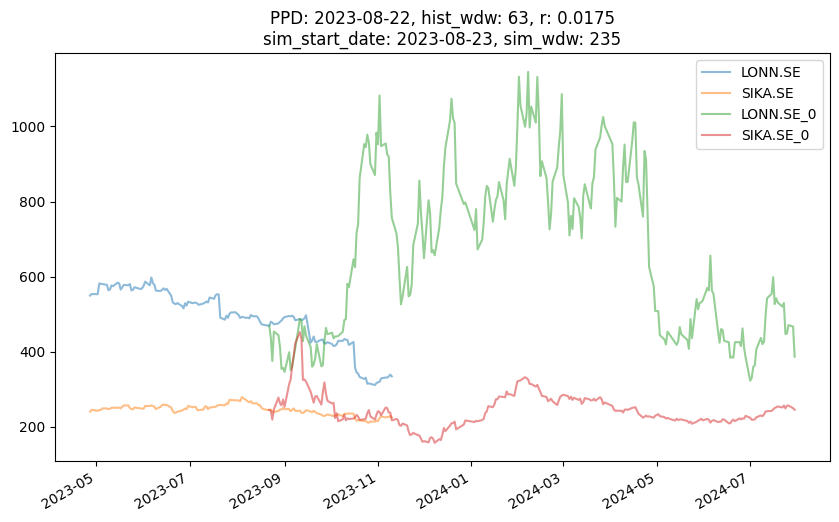 PPD: 2023-08-22, hist_wdw: 63, r: 0.0175
sim_start_date: 2023-08-23, sim_wdw: 235
LONN.SE
SIKA.SE
LONN.SE_0
SIKA.SE_0
1000
800
600
400
200
2023-05
2023-07
2023-09
2023-11
2024-01
2024-03
2024-05
2024-07